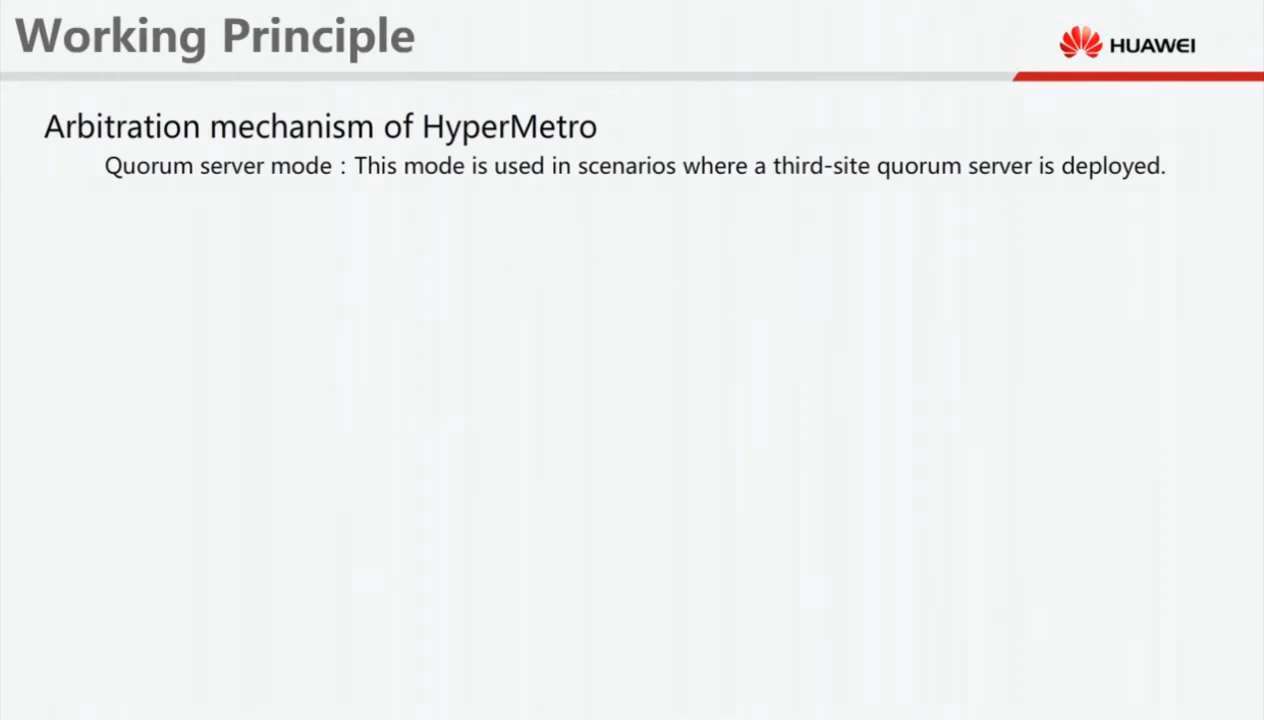 Working Principle
HUAWEI
Arbitration mechanism of HyperMetro
Quorum server mode : This mode is used in scenarios where a third-site quorum server is deployed.